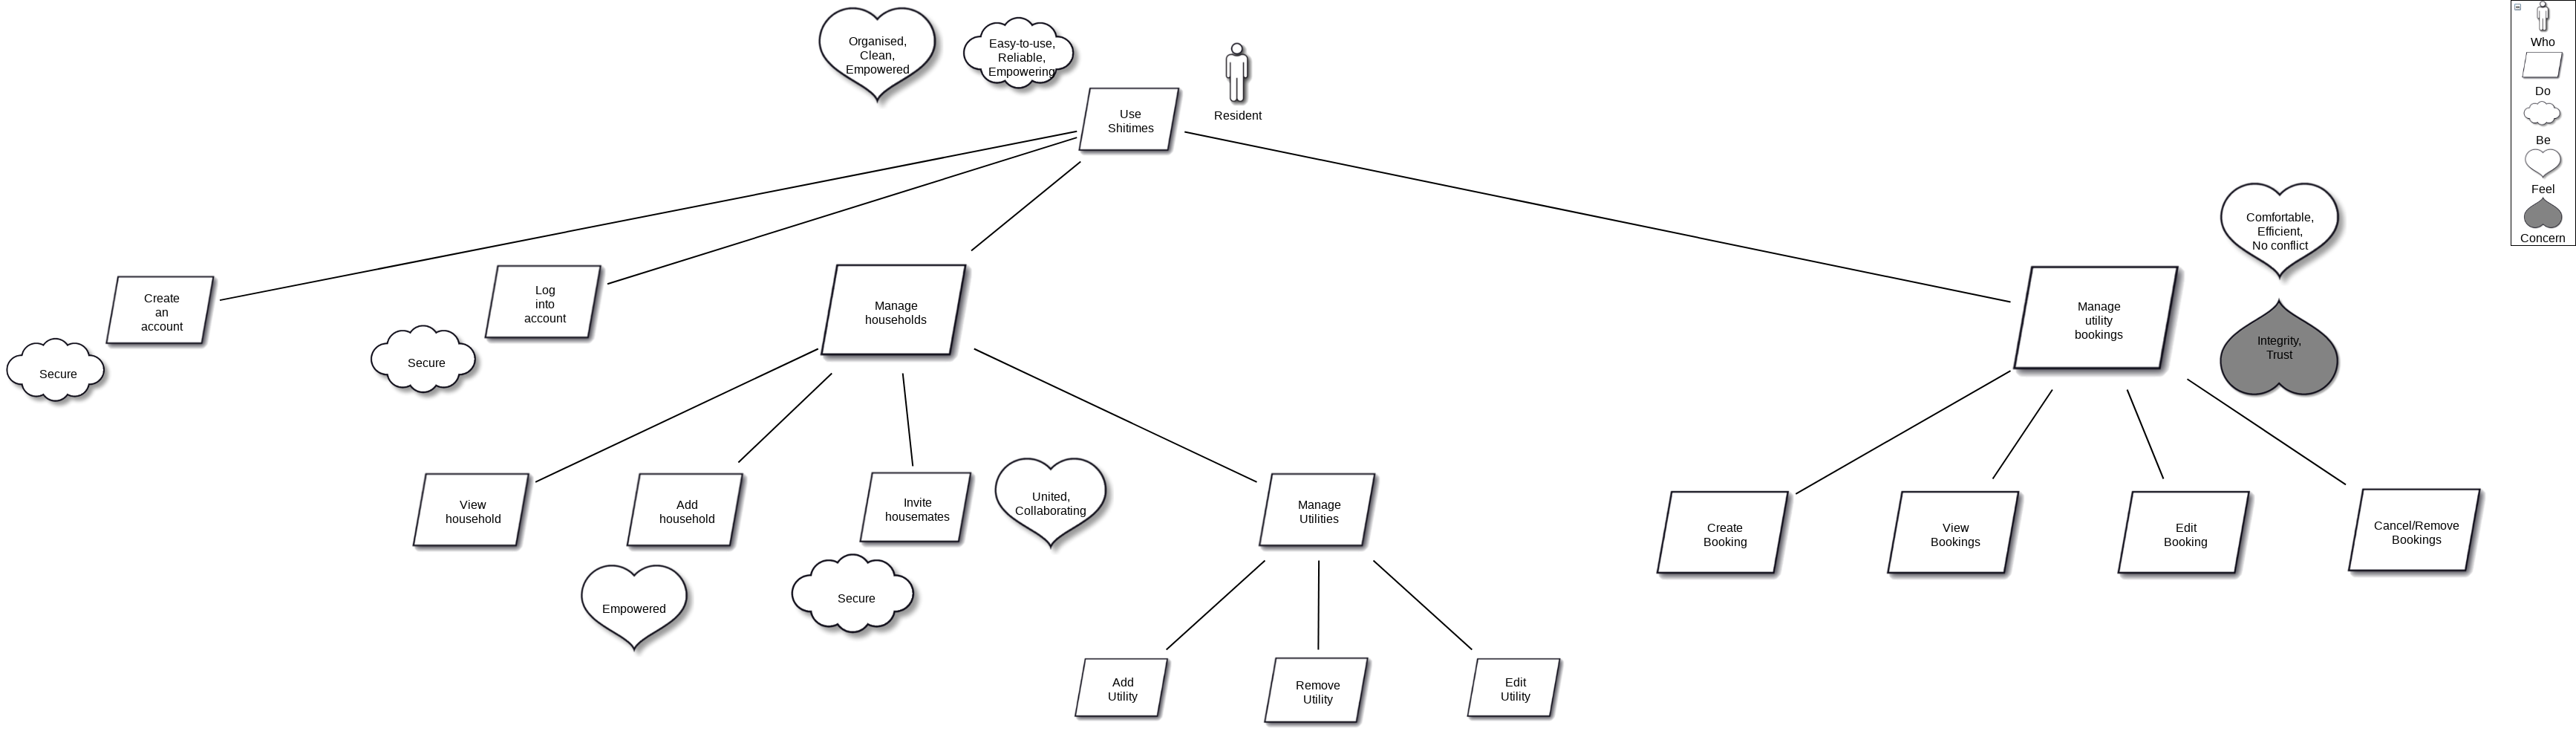 Organised,
Clean,
Empowered
Easy-to-use,
Reliable,
Empowering
Resident
Use
Shitimes
Who
Do
Be
Feel
Concern
Comfortable,
Efficient,
No conflict
Integrity,
Trust
Create
an
account
Secure
Log
into
account
Secure
Manage
households
Manage
utility
bookings
View
household
Add
household
Empowered
Invite
housemates
Secure
United,
Collaborating
Manage
Utilities
Add
Utility
Remove
Utility
Edit
Utility
Create
Booking
View
Bookings
Edit
Booking
Cancel/Remove
Bookings